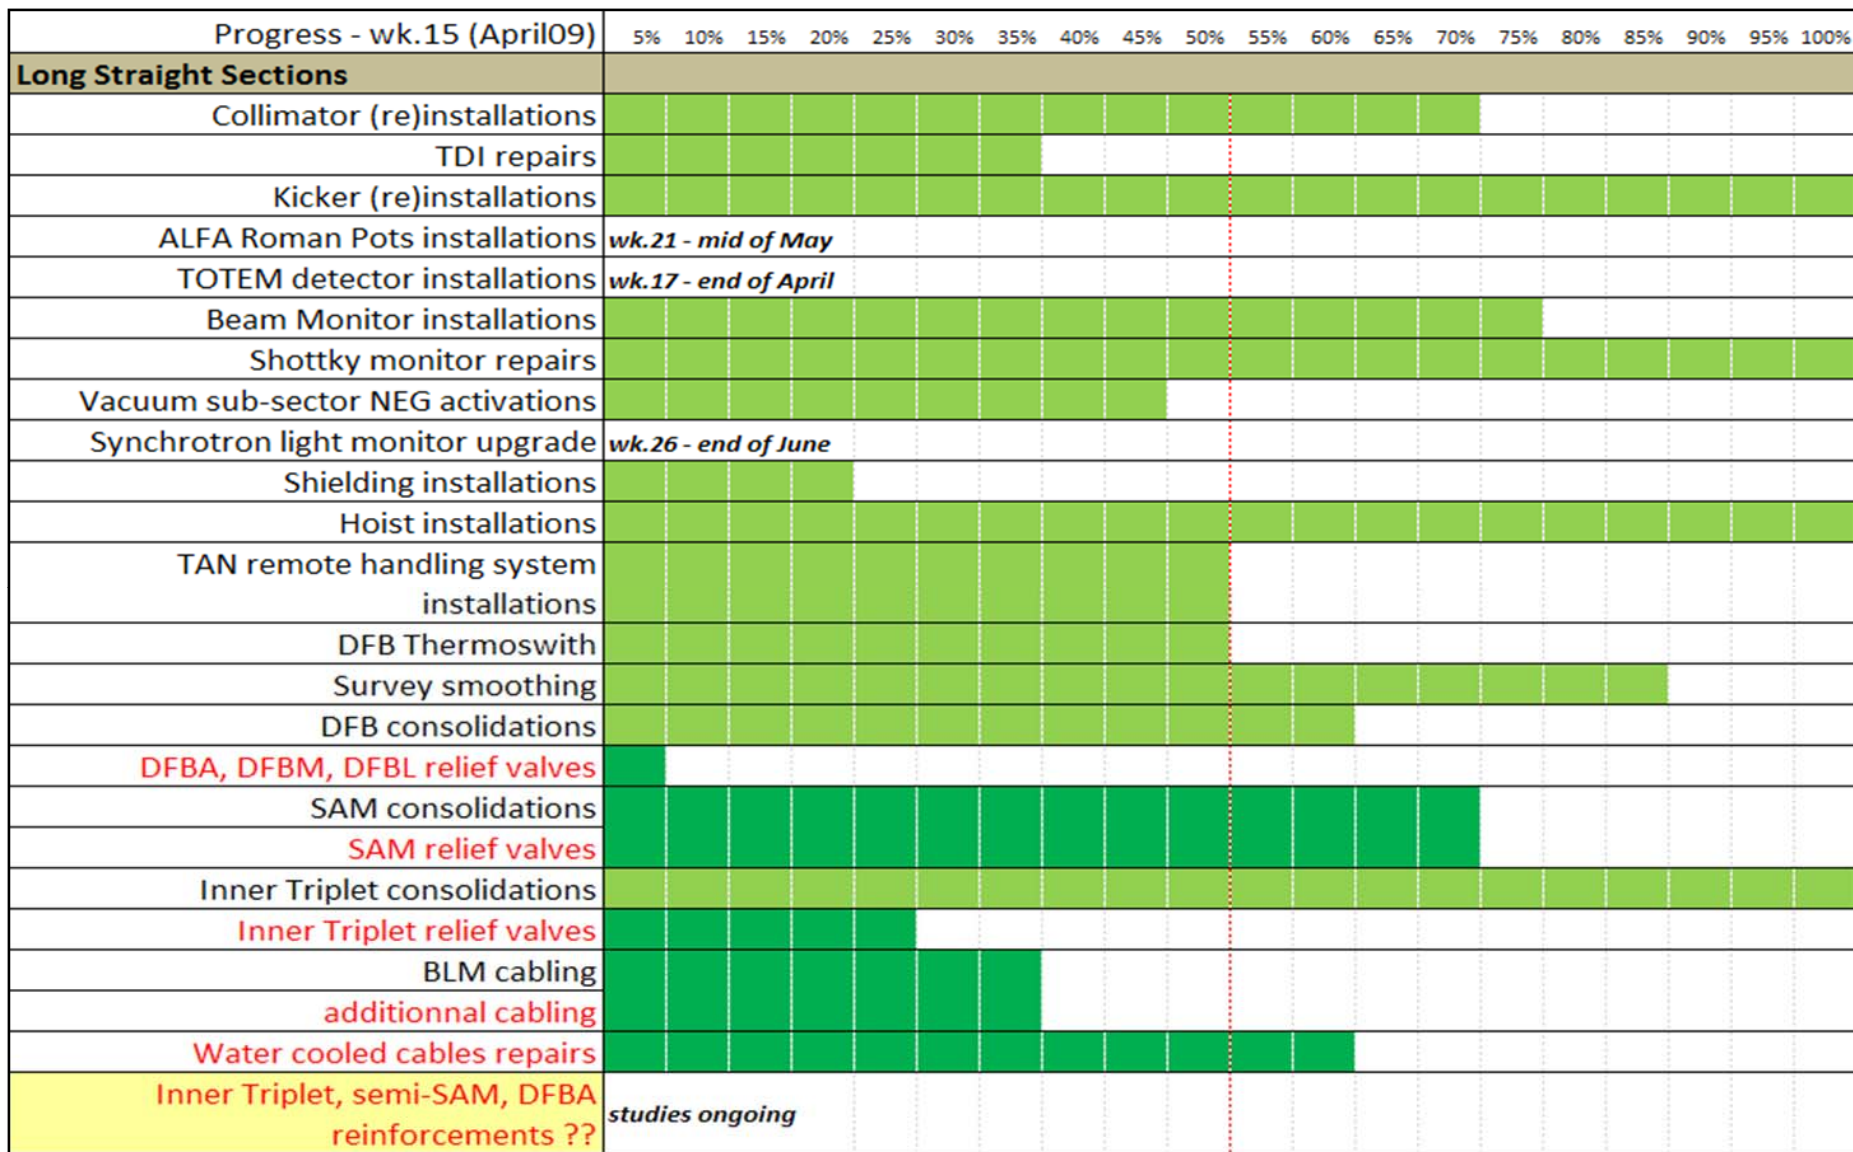 Progress - wk.15 (April09) 5% 10% 15% 20% 25% 30% 35% 40% 45% 50% 55% 60% 65% 70% 75% 80% 85% 90% 95% 100%
Long Straight Sections
Collimator (re)installations
TDI repairs
Kicker (re)installations
ALFA Roman Pots installations wk.21 - mid of May
TOTEM detector installations wk.17 - end of April
Beam Monitor installations
Shottky monitor repairs
Vacuum sub-sector NEG activations
Synchrotron light monitor upgrade wk.26 - end of June
Shielding installations
Hoist installations
TAN remote handling system
installations
DFB Thermoswith
Survey smoothing
DFB consolidations
DFBA, DFBM, DFBL relief valves
SAM consolidations
SAM relief valves
Inner Triplet consolidations
Inner Triplet relief valves
BLM cabling
additionnal cabling
Water cooled cables repairs
Inner Triplet, semi-SAM, DFBA
reinforcements ??
studies ongoing